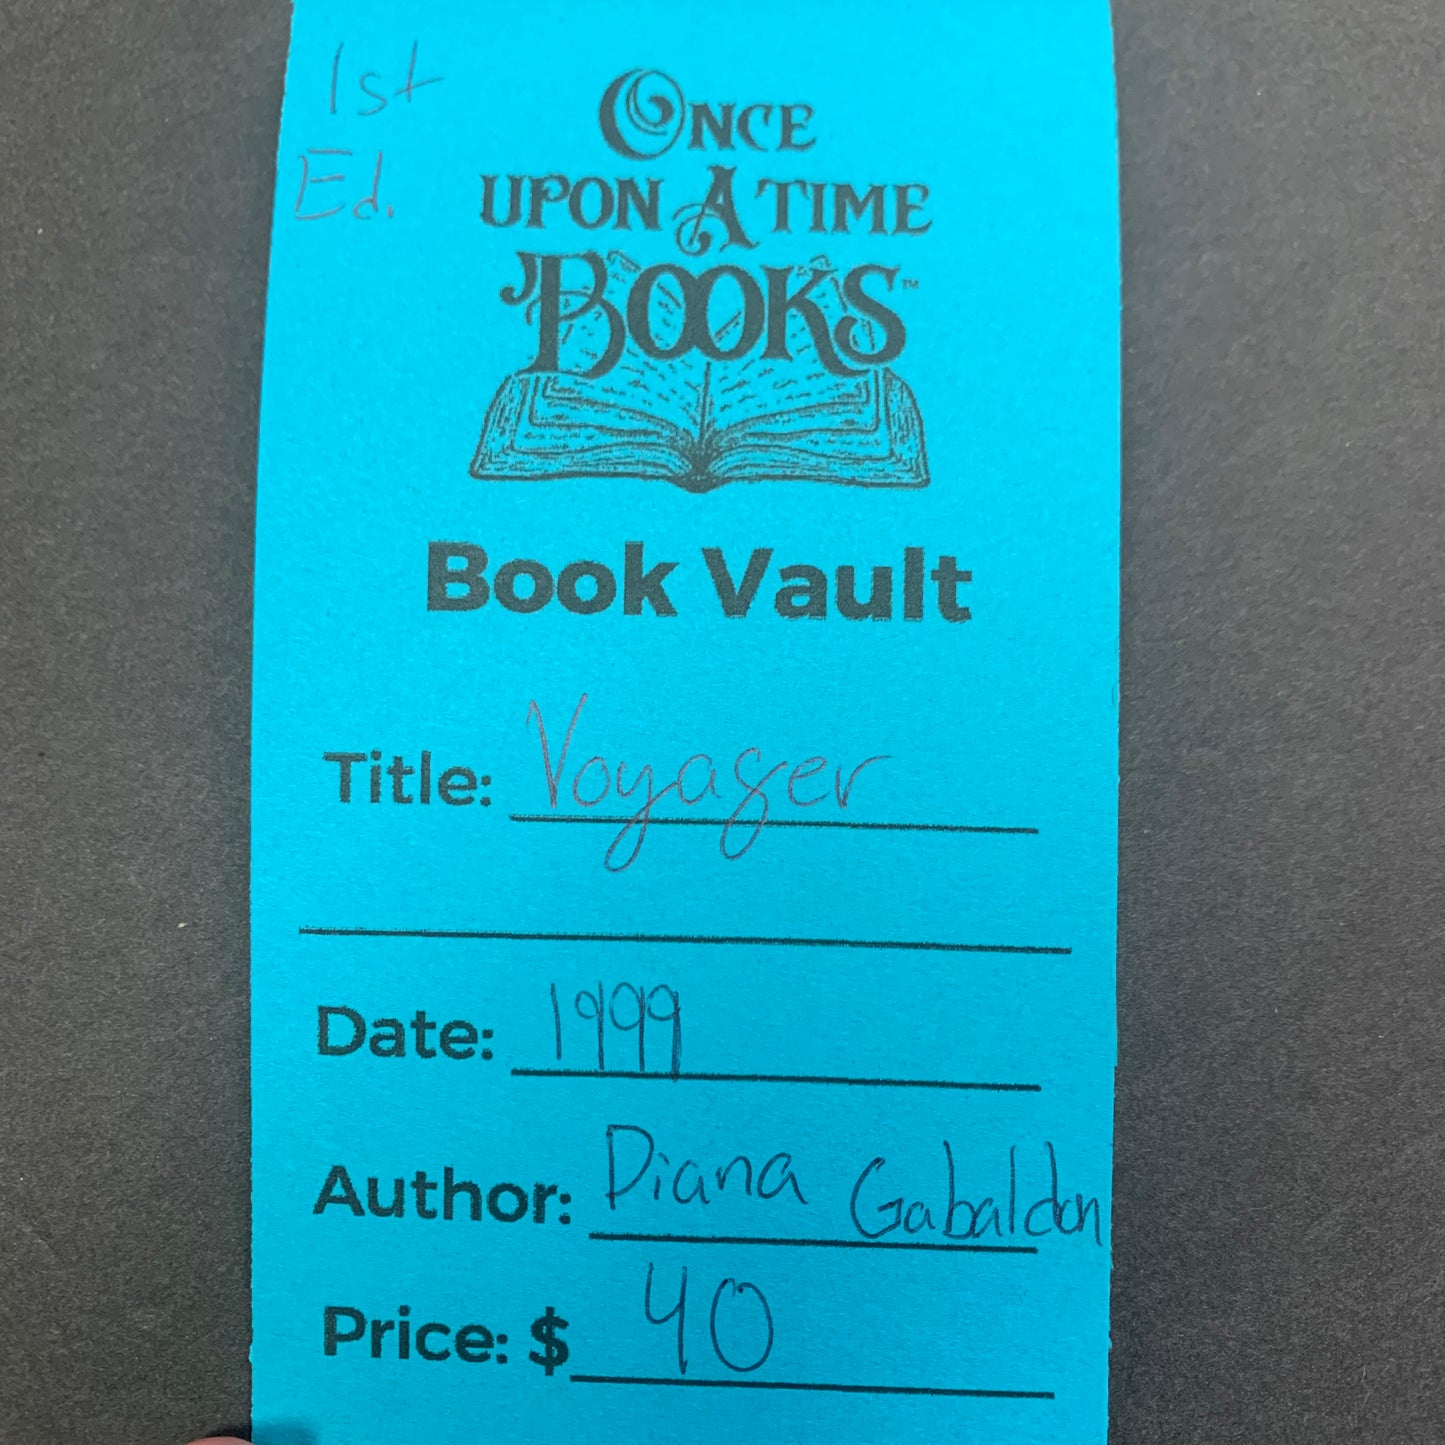 1st
Ed.
ONCE
UPON A TIME
BOOKS™
Book Vault
Title: Voyager
Date: 1999
Author: Diana Gabaldon
Price: $ 40